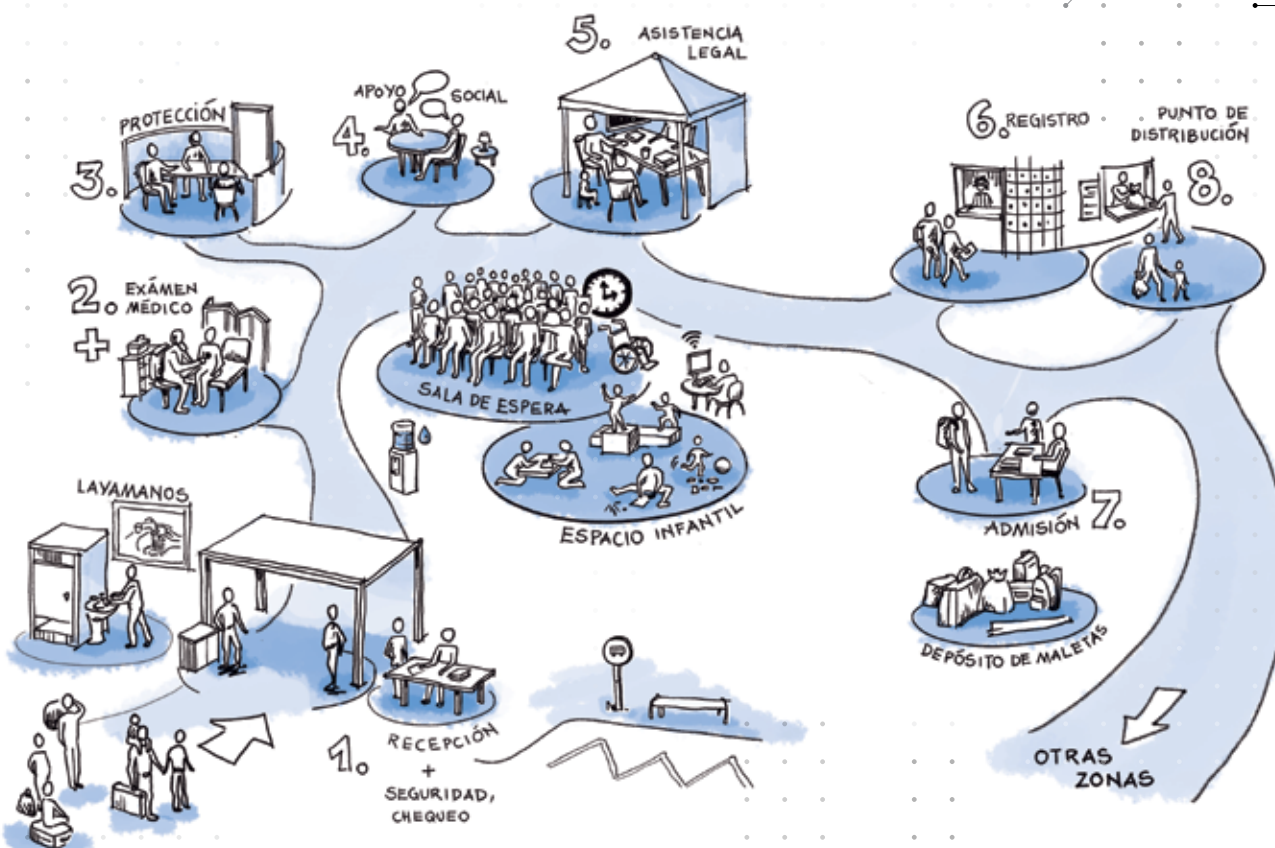 5. ASISTENCIA
LEGAL
4. APOYO SOCIAL
3. PROTECCIÓN
6. REGISTRO
PUNTO DE
DISTRIBUCIÓN
8.
2. EXÁMEN
MÉDICO
SALA DE ESPERA
ESPACIO INFANTIL
LAVAMANOS
ADMISIÓN 7.
DEPÓSITO DE MALETAS
1. RECEPCIÓN
+
SEGURIDAD,
CHEQUEO
OTRAS
ZONAS